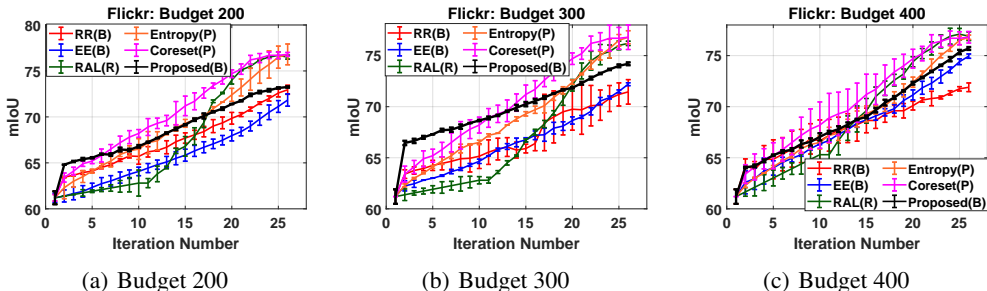 Flickr: Budget 200
mIoU
80
75
70
65
60
RR(B)
EE(B)
RAL(R)
Entropy(P)
Coreset(P)
Proposed(B)
0 5 10 15 20 25
Iteration Number
(a) Budget 200
Flickr: Budget 300
mIoU
75
70
65
60
RR(B)
EE(B)
RAL(R)
Entropy(P)
Coreset(P)
Proposed(B)
0 5 10 15 20 25
Iteration Number
(b) Budget 300
Flickr: Budget 400
mIoU
75
70
65
60
RR(B)
EE(B)
RAL(R)
Entropy(P)
Coreset(P)
Proposed(B)
0 5 10 15 20 25
Iteration Number
(c) Budget 400